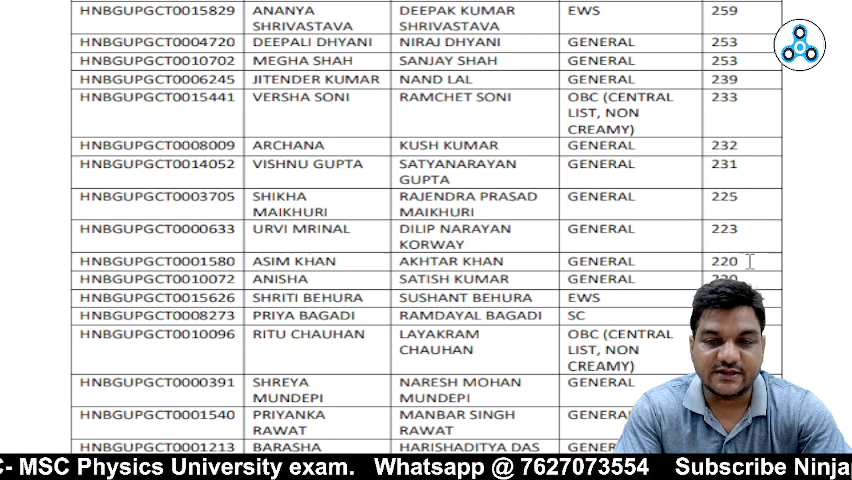 HNBGUPGCT0015829 ANANYA DEEPAK KUMAR EWS 259
SHRIVASTAVA SHRIVASTAVA
HNBGUPGCT0004720 DEEPALI DHYANI NIRAJ DHYANI GENERAL 253
HNBGUPGCT0010702 MEGHA SHAH SANJAY SHAH GENERAL 253
HNBGUPGCT0006245 JITENDER KUMAR NAND LAL GENERAL 239
HNBGUPGCT0015441 VERSHA SONI RAMCHET SONI OBC (CENTRAL 233
LIST, NON
CREAMY)
HNBGUPGCT0008009 ARCHANA KUSH KUMAR GENERAL 232
HNBGUPGCT0014052 VISHNU GUPTA SATYANARAYAN GENERAL 231
GUPTA
HNBGUPGCT0003705 SHIKHA RAJENDRA PRASAD GENERAL 225
MAIKHURI MAIKHURI
HNBGUPGCT0000633 URVI MRINAL DILIP NARAYAN GENERAL 223
KORWAY
HNBGUPGCT0001580 ASIM KHAN AKHTAR KHAN GENERAL 220
HNBGUPGCT0010072 ANISHA SATISH KUMAR GENERAL
HNBGUPGCT0015626 SHRITI BEHURA SUSHANT BEHURA EWS
HNBGUPGCT0008273 PRIYA BAGADI RAMDAYAL BAGADI SC
HNBGUPGCT0010096 RITU CHAUHAN LAYAKRAM OBC (CENTRAL
CHAUHAN LIST, NON
CREAMY)
HNBGUPGCT0000391 SHREYA NARESH MOHAN GENERAL
MUNDEPI MUNDEPI
HNBGUPGCT0001540 PRIYANKA MANBAR SINGH GENERAL
RAWAT RAWAT
HNBGUPGCT0001213 BARASHA HARISHADITYA DAS
C- MSC Physics University exam. Whatsapp @ 7627073554 Subscribe Ninja